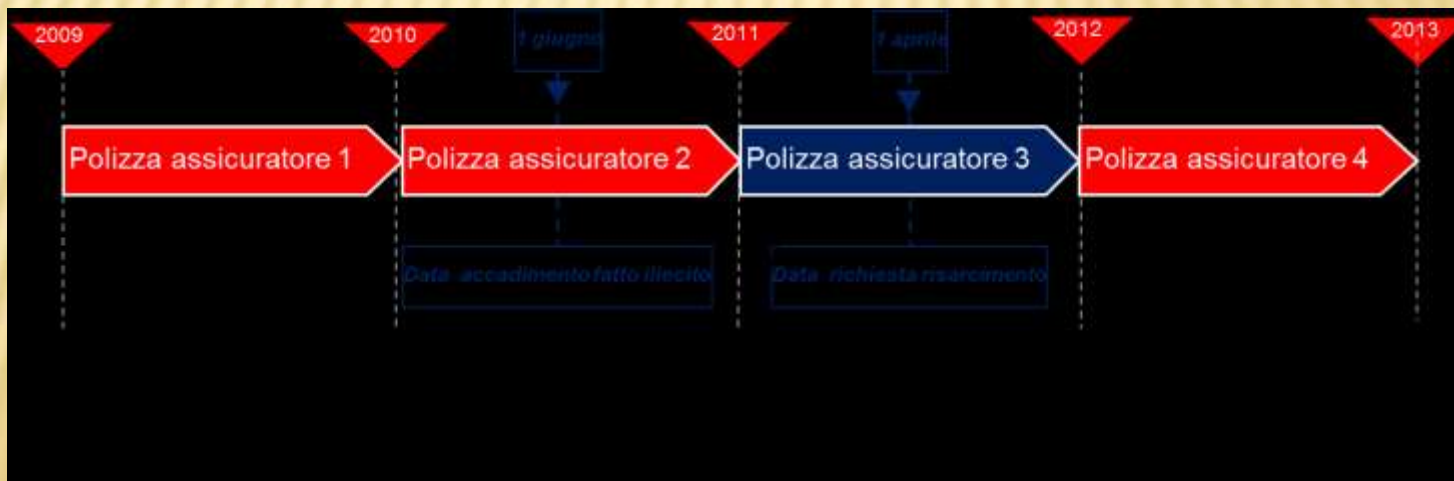 2009
2010
1 giugno
2011
1 aprile
2012
2013
Polizza assicuratore 1
Polizza assicuratore 2
Polizza assicuratore 3
Polizza assicuratore 4
Data accadimento fatto illecito
Data richiesta risarcimento